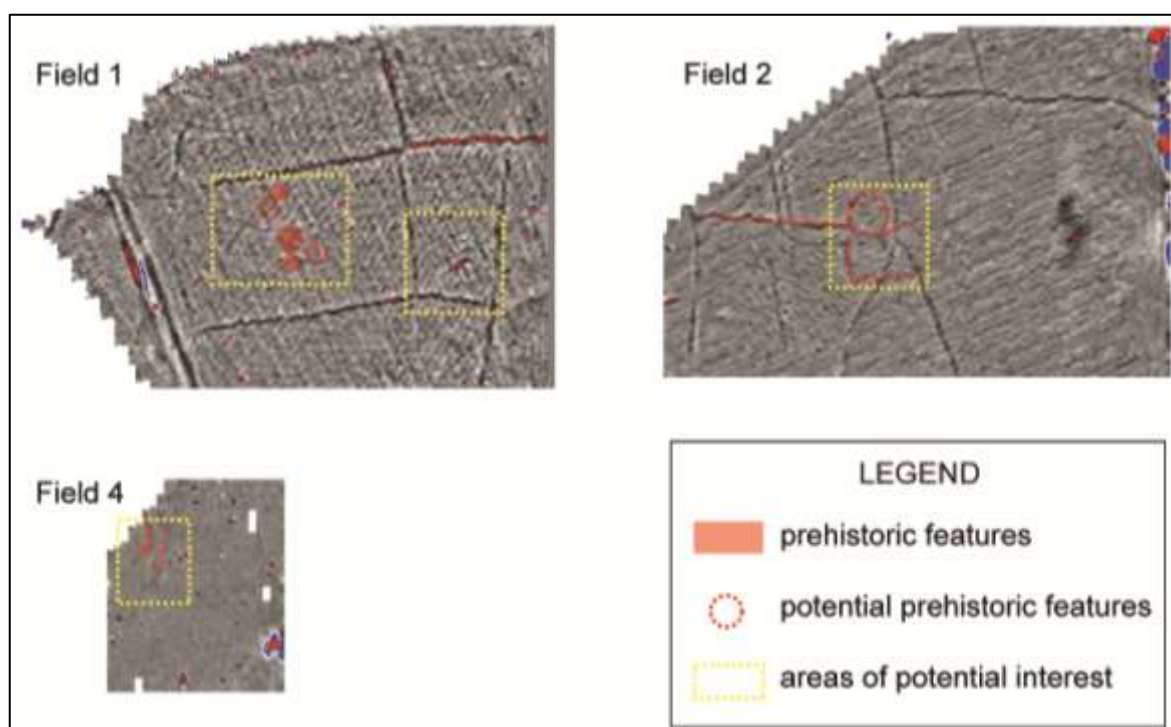 Field 1
Field 2
Field 4
LEGEND
prehistoric features
potential prehistoric features
areas of potential interest